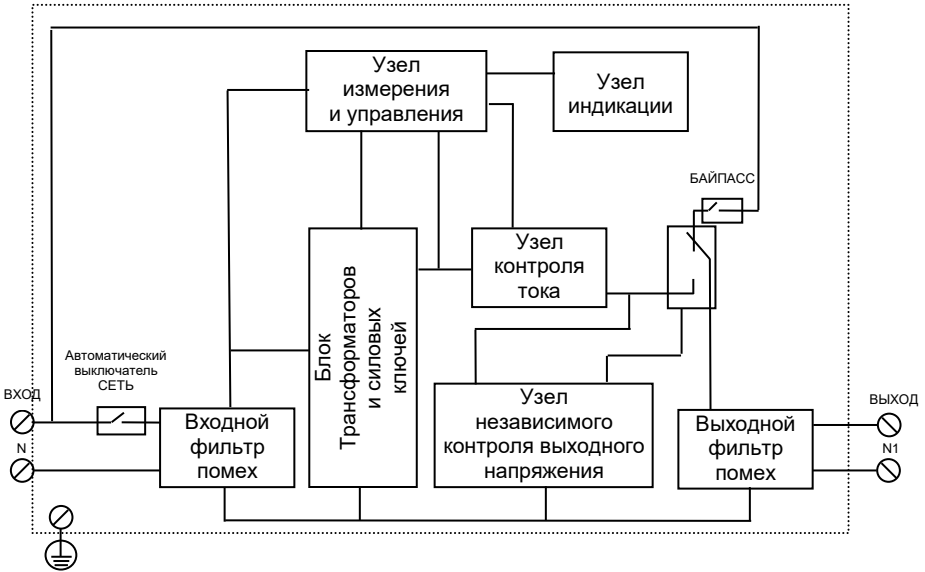 Узел
измерения
и управления
Узел
индикации
БАЙПАСС
Узел
контроля
тока
Блок
Трансформаторов
и силовых
ключей
Автоматический
выключатель
СЕТЬ
ВХОД
N
Входной
фильтр
помех
Узел
независимого
контроля выходного
напряжения
Выходной
фильтр
помех
ВЫХОД
N1